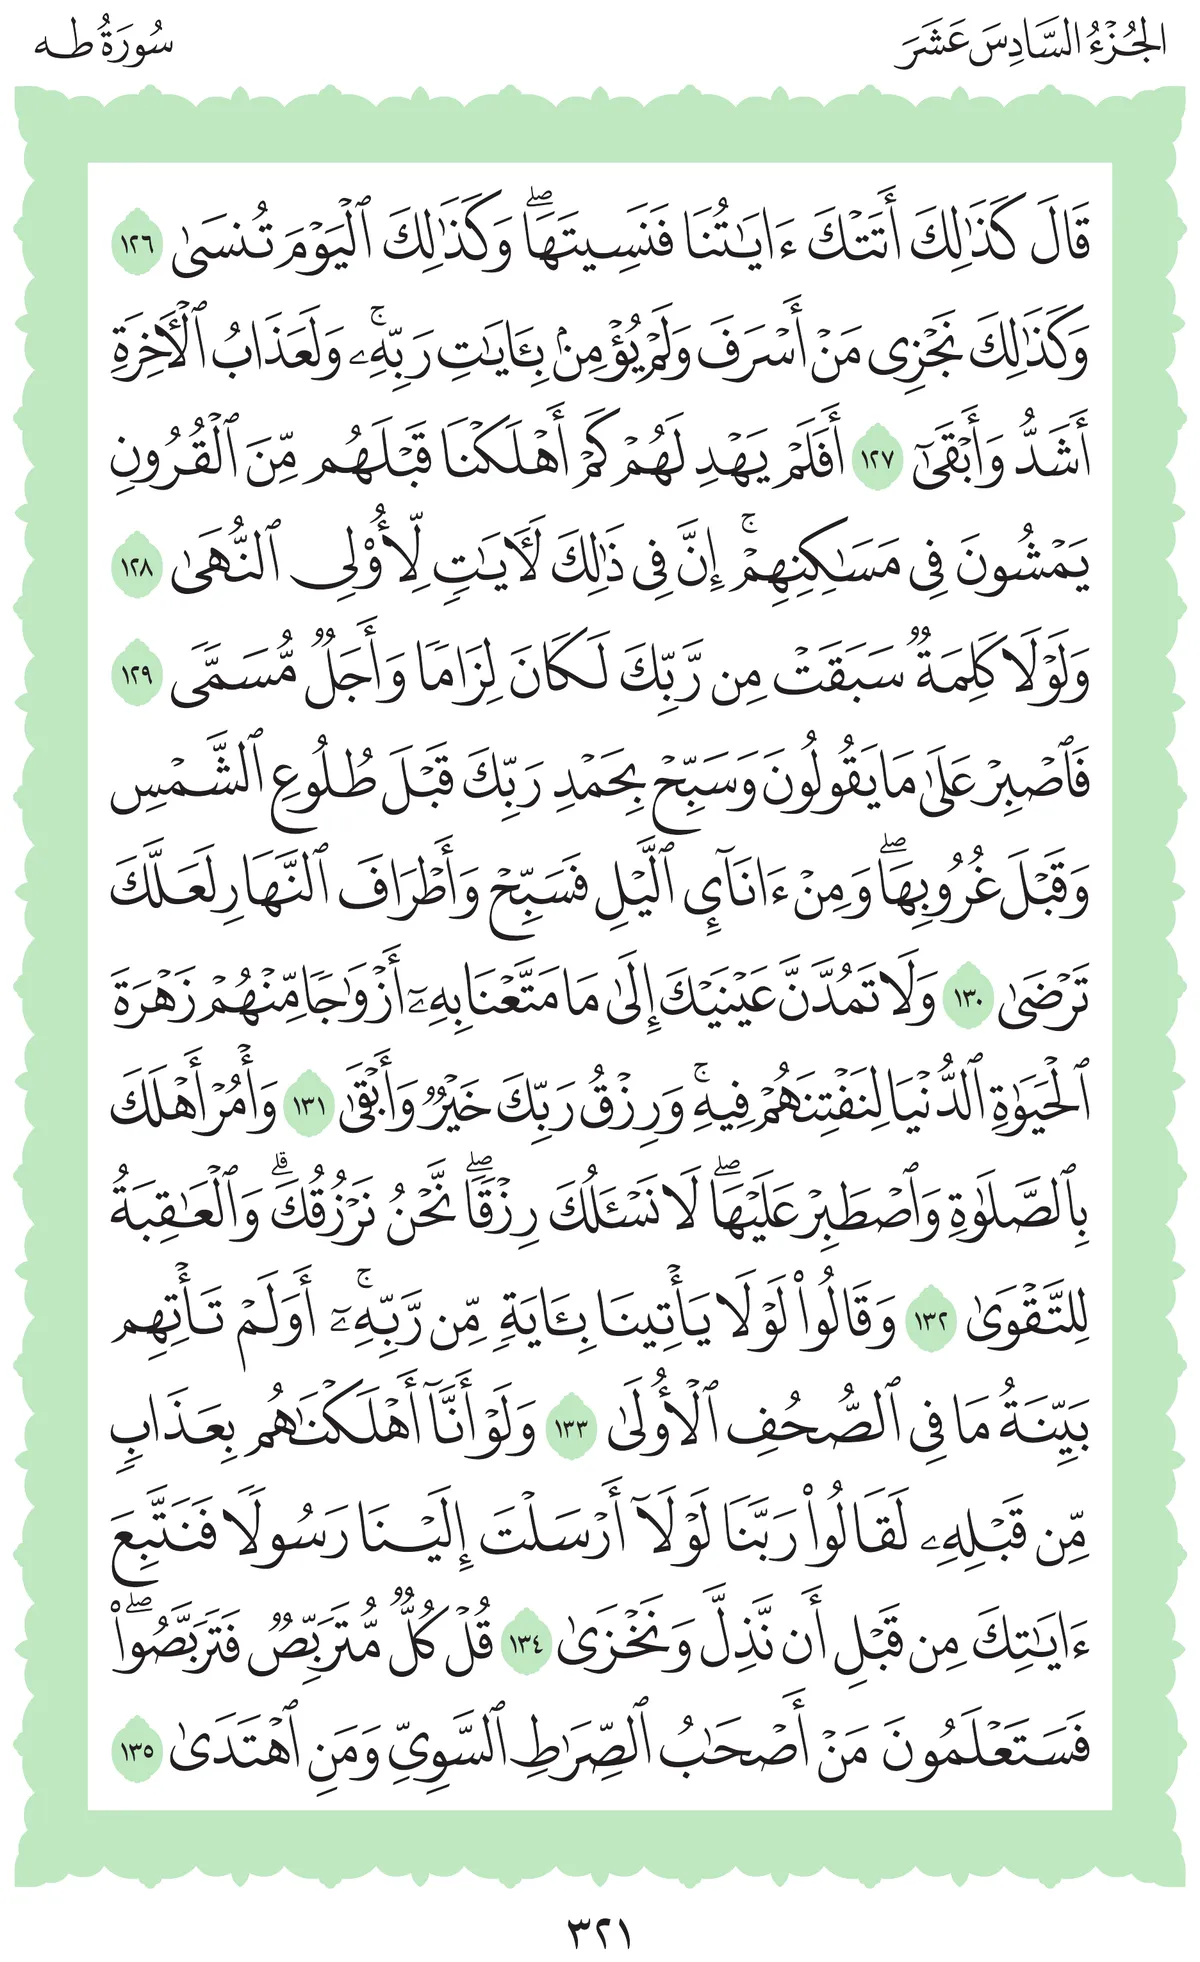 الجُزْءُ السَّادِسَ عَشَرَ
سُورَةُ طه
قَالَ كَذَٰلِكَ أَتَتۡكَ ءَايَٰتُنَا فَنَسِيتَهَاۖ وَكَذَٰلِكَ ٱلۡيَوۡمَ تُنسَىٰ ١٢٦
وَكَذَٰلِكَ نَجۡزِي مَنۡ أَسۡرَفَ وَلَمۡ يُؤۡمِنۢ بِـَٔايَٰتِ رَبِّهِۦۚ وَلَعَذَابُ ٱلۡأٓخِرَةِ
أَشَدُّ وَأَبۡقَىٰٓ ١٢٧ أَفَلَمۡ يَهۡدِ لَهُمۡ كَمۡ أَهۡلَكۡنَا قَبۡلَهُم مِّنَ ٱلۡقُرُونِ
يَمۡشُونَ فِي مَسَٰكِنِهِمۡۚ إِنَّ فِي ذَٰلِكَ لَأٓيَٰتٖ لِّأُوْلِي ٱلنُّهَىٰ ١٢٨
وَلَوۡلَا كَلِمَةٞ سَبَقَتۡ مِن رَّبِّكَ لَكَانَ لِزَامٗا وَأَجَلٞ مُّسَمّٗى ١٢٩
فَٱصۡبِرۡ عَلَىٰ مَا يَقُولُونَ وَسَبِّحۡ بِحَمۡدِ رَبِّكَ قَبۡلَ طُلُوعِ ٱلشَّمۡسِ
وَقَبۡلَ غُرُوبِهَاۖ وَمِنۡ ءَانَآيِٕ ٱلَّيۡلِ فَسَبِّحۡ وَأَطۡرَافَ ٱلنَّهَارِ لَعَلَّكَ
تَرۡضَىٰ ١٣٠ وَلَا تَمُدَّنَّ عَيۡنَيۡكَ إِلَىٰ مَا مَتَّعۡنَا بِهِۦٓ أَزۡوَٰجٗا مِّنۡهُمۡ زَهۡرَةَ
ٱلۡحَيَوٰةِ ٱلدُّنۡيَا لِنَفۡتِنَهُمۡ فِيهِۚ وَرِزۡقُ رَبِّكَ خَيۡرٞ وَأَبۡقَىٰ ١٣١ وَأۡمُرۡ أَهۡلَكَ
بِٱلصَّلَوٰةِ وَٱصۡطَبِرۡ عَلَيۡهَاۖ لَا نَسۡـَٔلُكَ رِزۡقٗاۖ نَّحۡنُ نَرۡزُقُكَۗ وَٱلۡعَٰقِبَةُ
لِلتَّقۡوَىٰ ١٣٢ وَقَالُواْ لَوۡلَا يَأۡتِينَا بِـَٔايَةٖ مِّن رَّبِّهِۦٓۚ أَوَلَمۡ تَأۡتِهِم
بَيِّنَةُ مَا فِي ٱلصُّحُفِ ٱلۡأُولَىٰ ١٣٣ وَلَوۡ أَنَّآ أَهۡلَكۡنَٰهُم بِعَذَابٖ
مِّن قَبۡلِهِۦ لَقَالُواْ رَبَّنَا لَوۡلَآ أَرۡسَلۡتَ إِلَيۡنَا رَسُولٗا فَنَتَّبِعَ
ءَايَٰتِكَ مِن قَبۡلِ أَن نَّذِلَّ وَنَخۡزَىٰ ١٣٤ قُلۡ كُلّٞ مُّتَرَبِّصٞ فَتَرَبَّصُواْۖ
فَسَتَعۡلَمُونَ مَنۡ أَصۡحَٰبُ ٱلصِّرَٰطِ ٱلسَّوِيِّ وَمَنِ ٱهۡتَدَىٰ ١٣٥
٣٢١